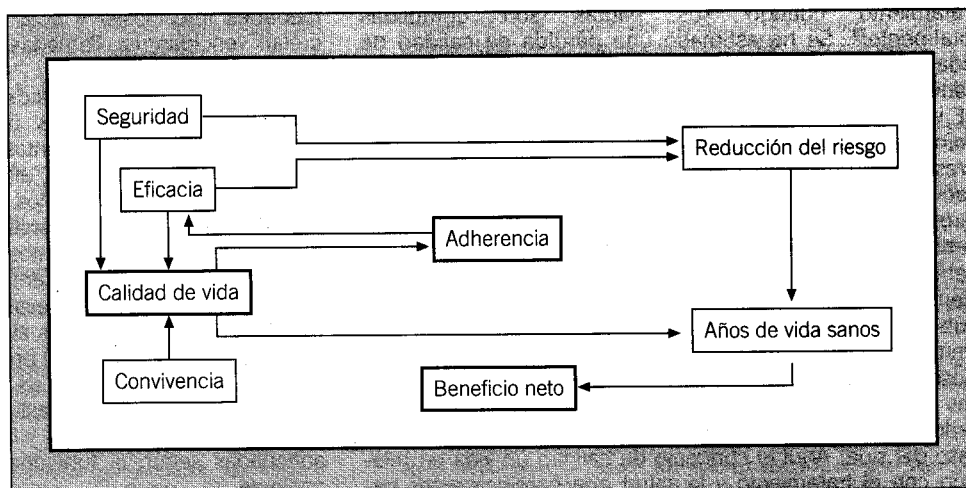 Seguridad
Reducción del riesgo
Eficacia
Adherencia
Calidad de vida
Años de vida sanos
Convivencia
Beneficio neto